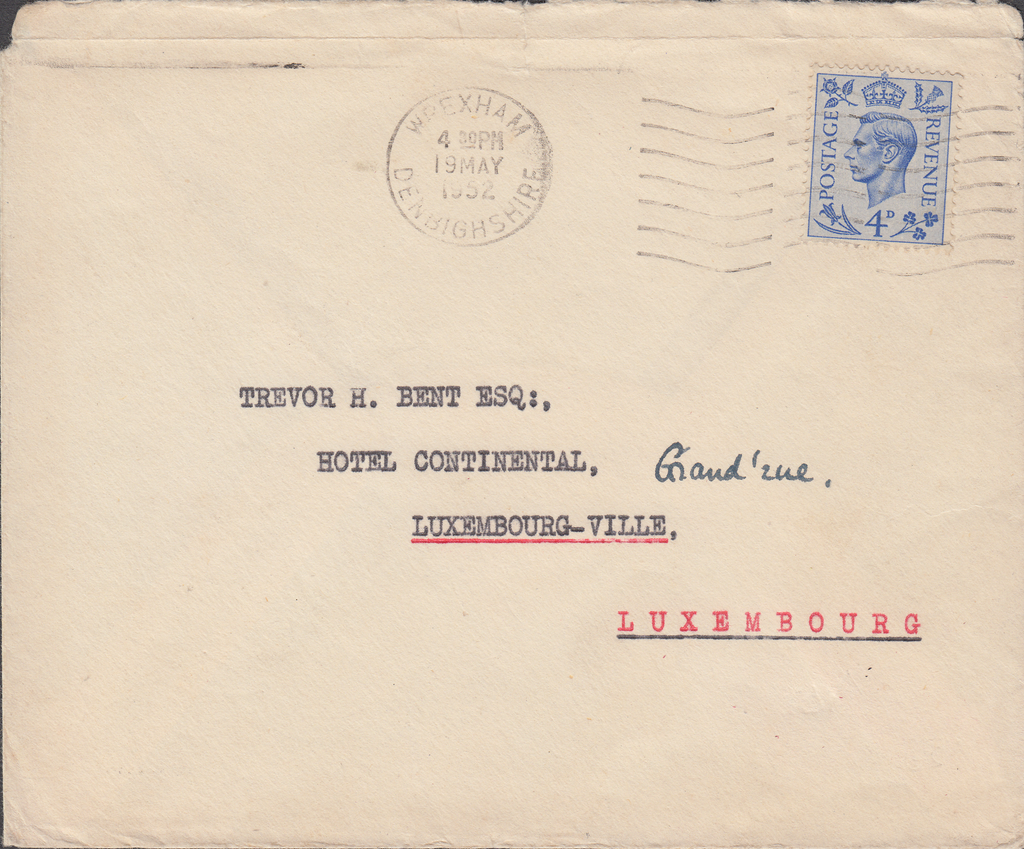 WREXHAM
4 30PM
19 MAY
1952
DENBIGHSHIRE
POSTAGE
REVENUE
4D
TREVOR H. BENT ESQ:,
HOTEL CONTINENTAL, Grand'rue.
LUXEMBOURG-VILLE,
LUXEMBOURG